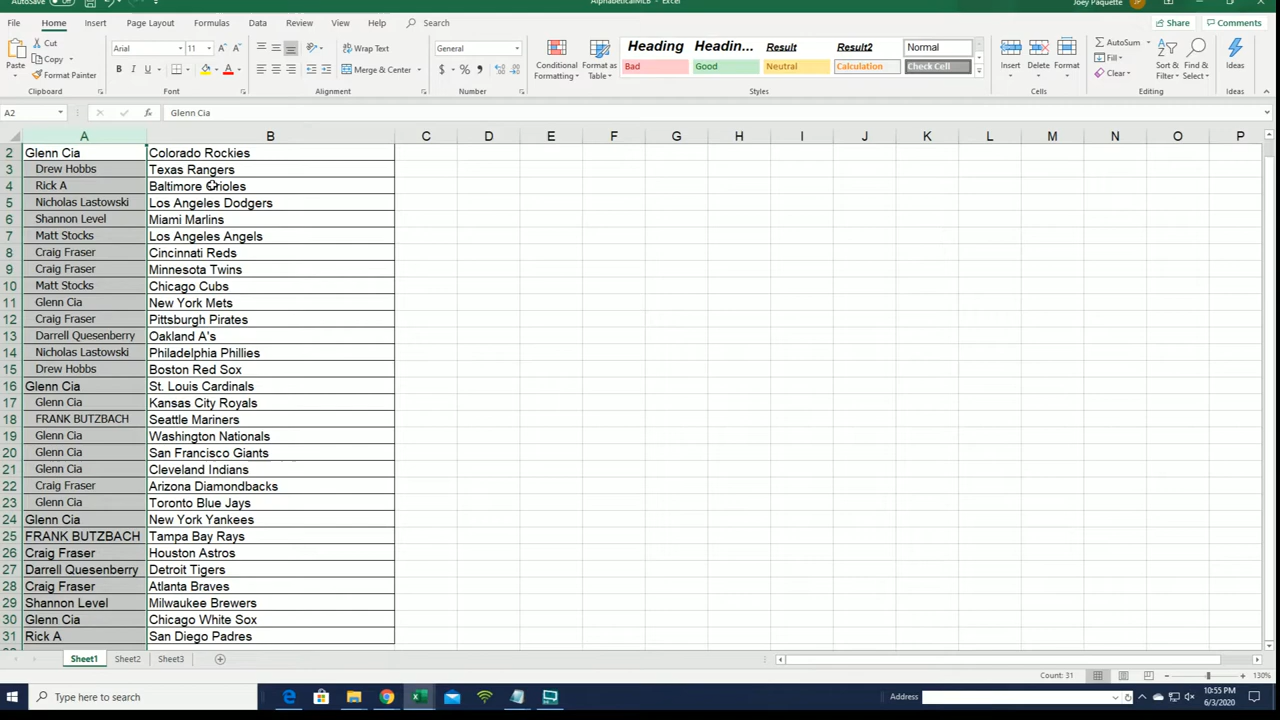 AutoSave Off AlphabeticalMLB - Excel Joey Paquette JP
File Home Insert Page Layout Formulas Data Review View Help Search Share Comments
Cut Arial 11 Wrap Text General Heading Headin... Result Result2 Normal AutoSum
Copy Fill
Paste Format Painter Merge & Center Conditional Formatting Format as Table Bad Good Neutral Calculation Check Cell Insert Delete Format Clear Sort & Filter Find & Select Ideas
Clipboard Font Alignment Number Styles Cells Editing Ideas
A2 Glenn Cia
A B C D E F G H I J K L M N O P
2 Glenn Cia Colorado Rockies
3 Drew Hobbs Texas Rangers
4 Rick A Baltimore Orioles
5 Nicholas Lastowski Los Angeles Dodgers
6 Shannon Level Miami Marlins
7 Matt Stocks Los Angeles Angels
8 Craig Fraser Cincinnati Reds
9 Craig Fraser Minnesota Twins
10 Matt Stocks Chicago Cubs
11 Glenn Cia New York Mets
12 Craig Fraser Pittsburgh Pirates
13 Darrell Quesenberry Oakland A's
14 Nicholas Lastowski Philadelphia Phillies
15 Drew Hobbs Boston Red Sox
16 Glenn Cia St. Louis Cardinals
17 Glenn Cia Kansas City Royals
18 FRANK BUTZBACH Seattle Mariners
19 Glenn Cia Washington Nationals
20 Glenn Cia San Francisco Giants
21 Glenn Cia Cleveland Indians
22 Craig Fraser Arizona Diamondbacks
23 Glenn Cia Toronto Blue Jays
24 Glenn Cia New York Yankees
25 FRANK BUTZBACH Tampa Bay Rays
26 Craig Fraser Houston Astros
27 Darrell Quesenberry Detroit Tigers
28 Craig Fraser Atlanta Braves
29 Shannon Level Milwaukee Brewers
30 Glenn Cia Chicago White Sox
31 Rick A San Diego Padres
Sheet1 Sheet2 Sheet3
Count: 31 130%
Type here to search Address 10:55 PM
6/3/2020